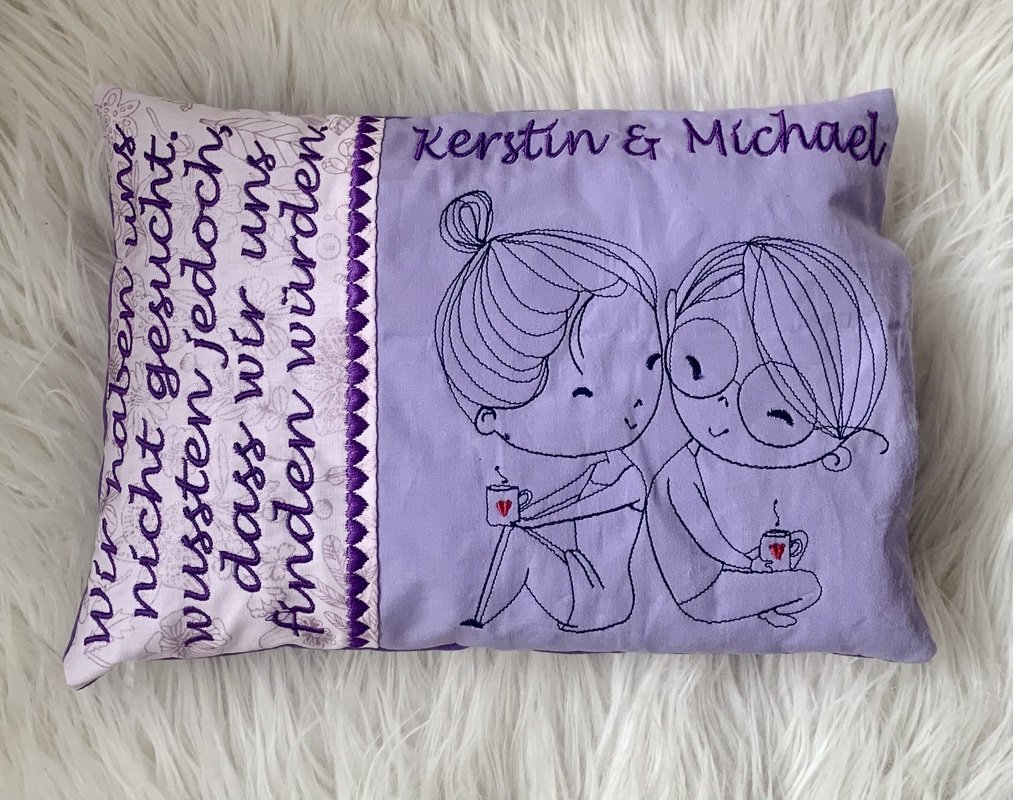 Kerstin & Michael
wir haben uns
nicht gesucht.
wussten jedoch,
dass wir uns
finden würden.